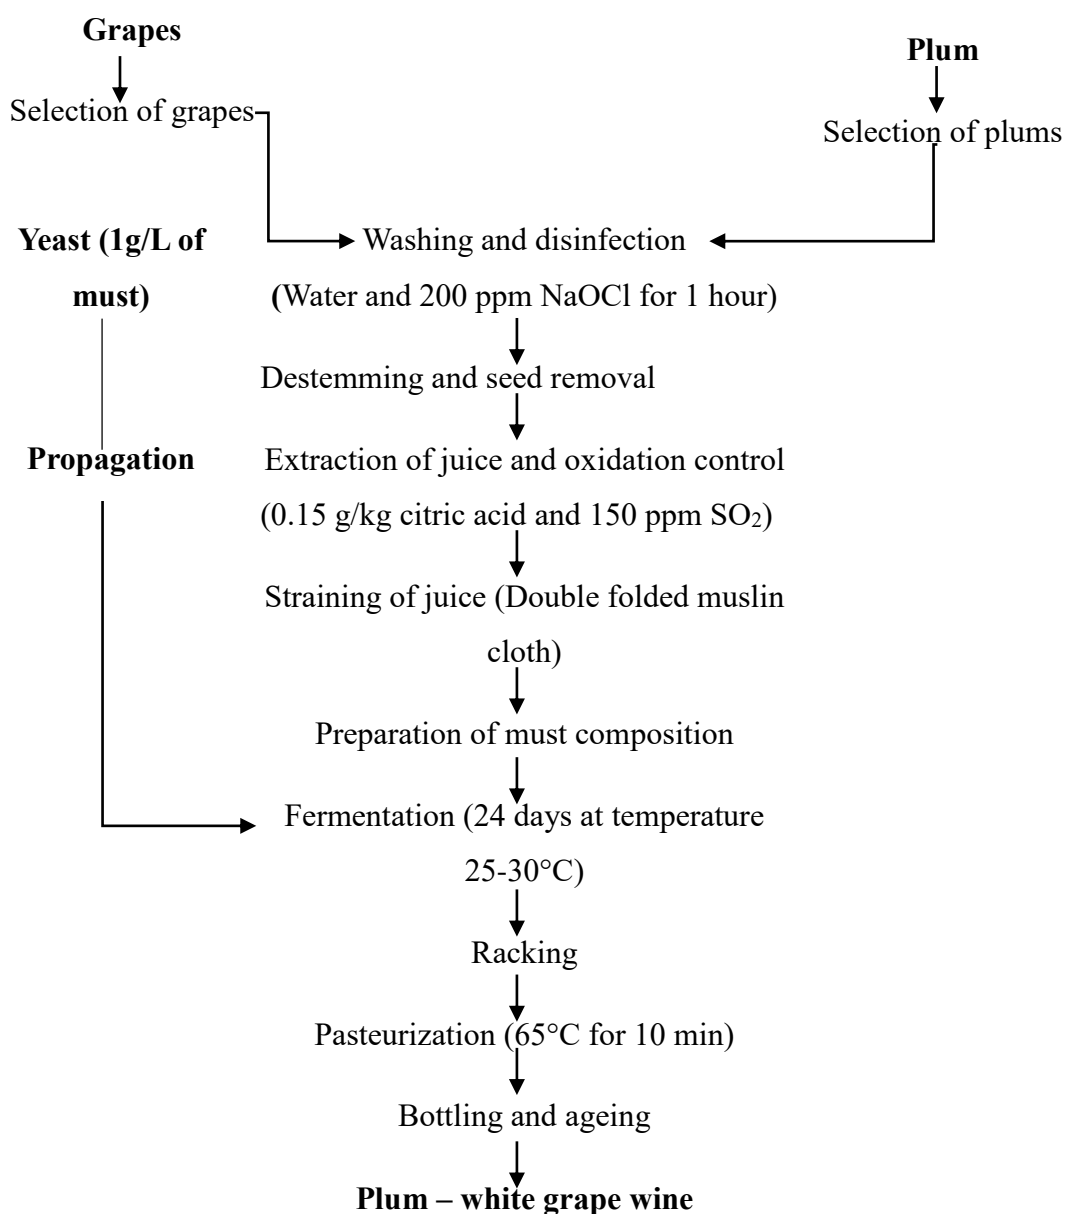 Grapes
Plum
Selection of grapes
Selection of plums
Yeast (1g/L of
must)
Washing and disinfection
(Water and 200 ppm NaOCl for 1 hour)
Destemming and seed removal
Propagation
Extraction of juice and oxidation control
(0.15 g/kg citric acid and 150 ppm SO₂)
Straining of juice (Double folded muslin
cloth)
Preparation of must composition
Fermentation (24 days at temperature
25-30°C)
Racking
Pasteurization (65°C for 10 min)
Bottling and ageing
Plum – white grape wine